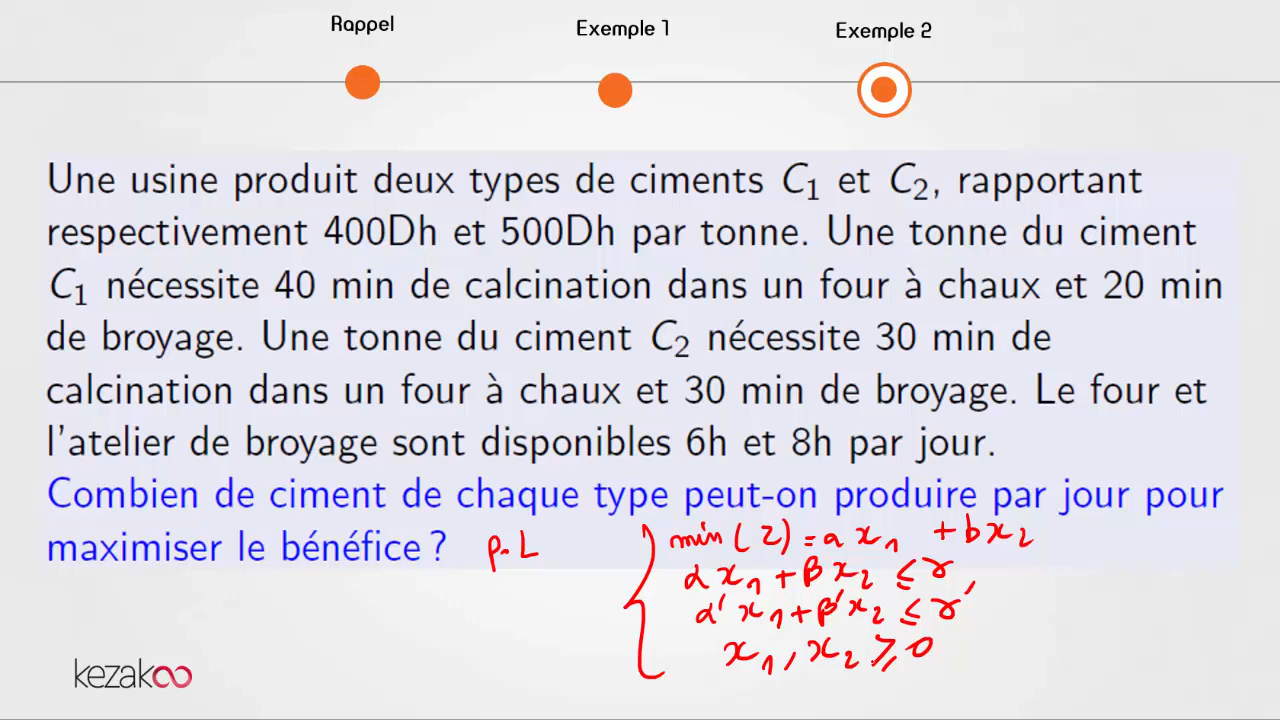 Rappel
Exemple 1
Exemple 2
Une usine produit deux types de ciments C₁ et C₂, rapportant
respectivement 400Dh et 500Dh par tonne. Une tonne du ciment
C₁ nécessite 40 min de calcination dans un four à chaux et 20 min
de broyage. Une tonne du ciment C₂ nécessite 30 min de
calcination dans un four à chaux et 30 min de broyage. Le four et
l'atelier de broyage sont disponibles 6h et 8h par jour.
Combien de ciment de chaque type peut-on produire par jour pour
maximiser le bénéfice ?
P.L
min(Z) = a x₁ + b x₂
α x₁ + β x₂ ≤ γ
α' x₁ + β' x₂ ≤ γ'
x₁, x₂ ≥ 0
kezakoo